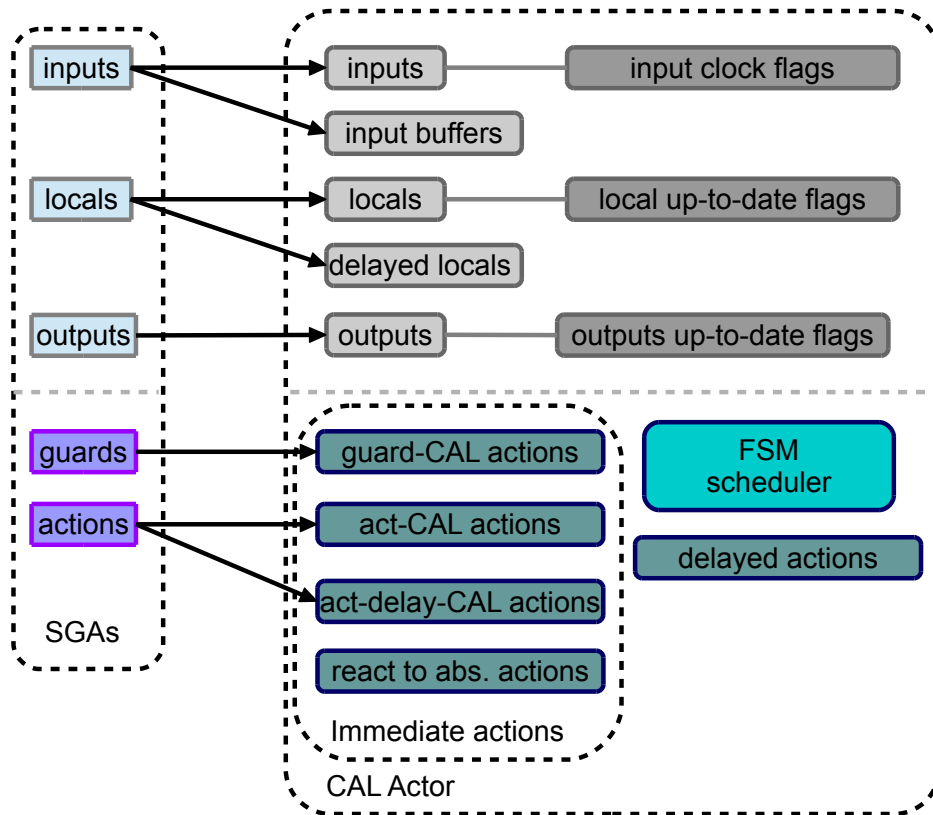 inputs
inputs
input clock flags
input buffers
locals
locals
local up-to-date flags
delayed locals
outputs
outputs
outputs up-to-date flags
guards
guard-CAL actions
FSM
scheduler
actions
act-CAL actions
delayed actions
act-delay-CAL actions
SGAs
react to abs. actions
Immediate actions
CAL Actor